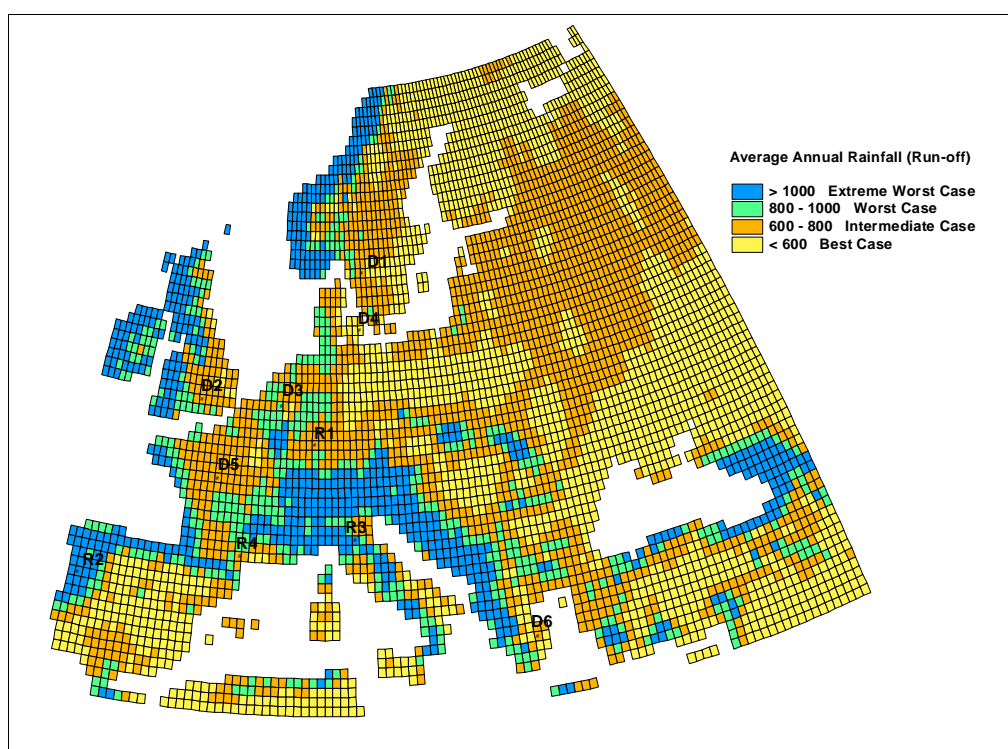 Average Annual Rainfall (Run-off)
> 1000 Extreme Worst Case
800 - 1000 Worst Case
600 - 800 Intermediate Case
< 600 Best Case
D1
D4
D2
D3
R1
D5
R3
R4
R2
D6